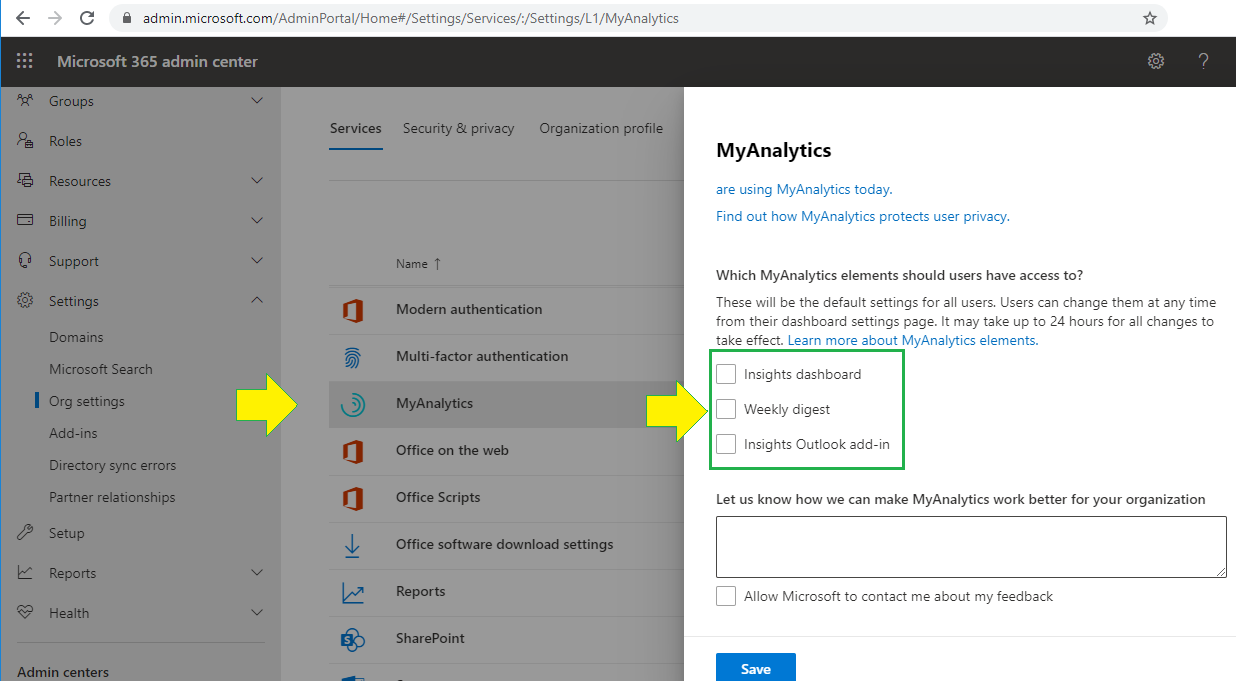 admin.microsoft.com/AdminPortal/Home#/Settings/Services/:/Settings/L1/MyAnalytics
Microsoft 365 admin center
?
Groups
Roles
Resources
Billing
Support
Settings
Domains
Microsoft Search
Org settings
Add-ins
Directory sync errors
Partner relationships
Setup
Reports
Health
Admin centers
Services
Security & privacy
Organization profile
Name ↑
Modern authentication
Multi-factor authentication
MyAnalytics
Office on the web
Office Scripts
Office software download settings
Reports
SharePoint
MyAnalytics
are using MyAnalytics today.
Find out how MyAnalytics protects user privacy.
Which MyAnalytics elements should users have access to?
These will be the default settings for all users. Users can change them at any time
from their dashboard settings page. It may take up to 24 hours for all changes to
take effect. Learn more about MyAnalytics elements.
Insights dashboard
Weekly digest
Insights Outlook add-in
Let us know how we can make MyAnalytics work better for your organization
Allow Microsoft to contact me about my feedback
Save